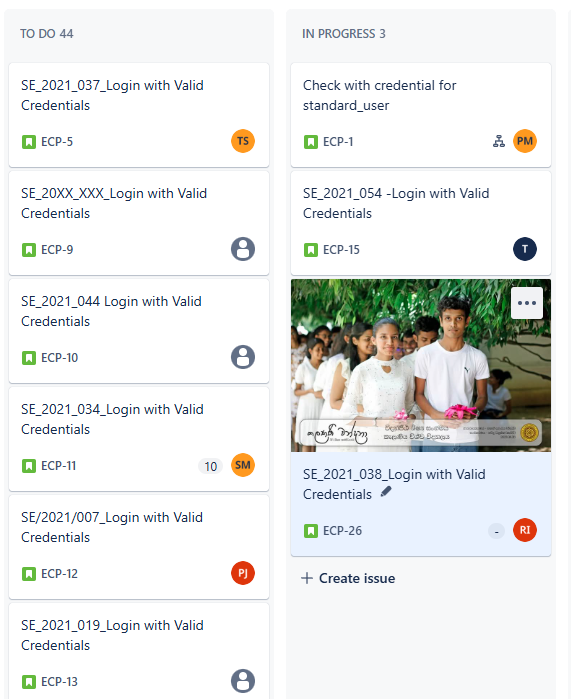 TO DO 44
SE_2021_037_Login with Valid
Credentials
ECP-5
TS
SE_20XX_XXX_Login with Valid
Credentials
ECP-9
SE_2021_044 Login with Valid
Credentials
ECP-10
SE_2021_034_Login with Valid
Credentials
ECP-11
10
SM
SE/2021/007_Login with Valid
Credentials
ECP-12
PJ
SE_2021_019_Login with Valid
Credentials
ECP-13
IN PROGRESS 3
Check with credential for
standard_user
ECP-1
PM
SE_2021_054 -Login with Valid
Credentials
ECP-15
T
SE_2021_038_Login with Valid
Credentials
ECP-26
-
RI
+ Create issue